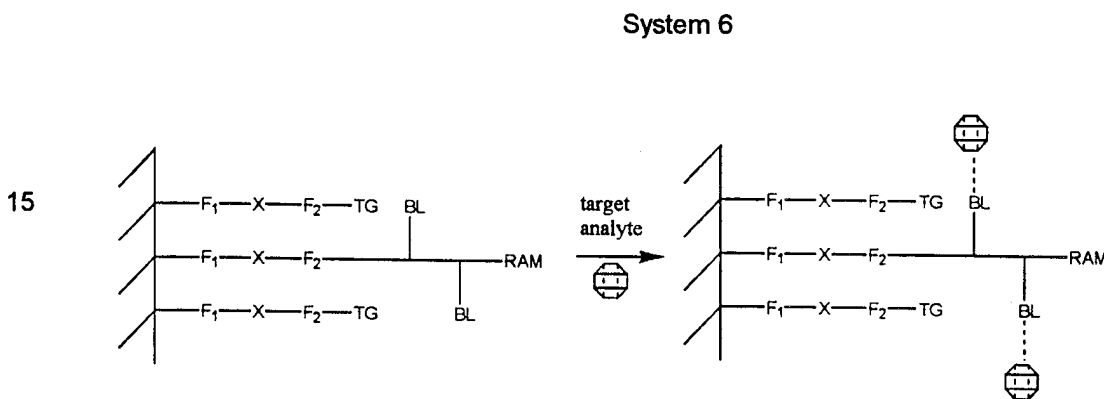 System 6
15
F₁—X—F₂—TG BL
F₁—X—F₂ RAM
F₁—X—F₂—TG BL
target
analyte
F₁—X—F₂—TG BL
F₁—X—F₂ RAM
F₁—X—F₂—TG BL